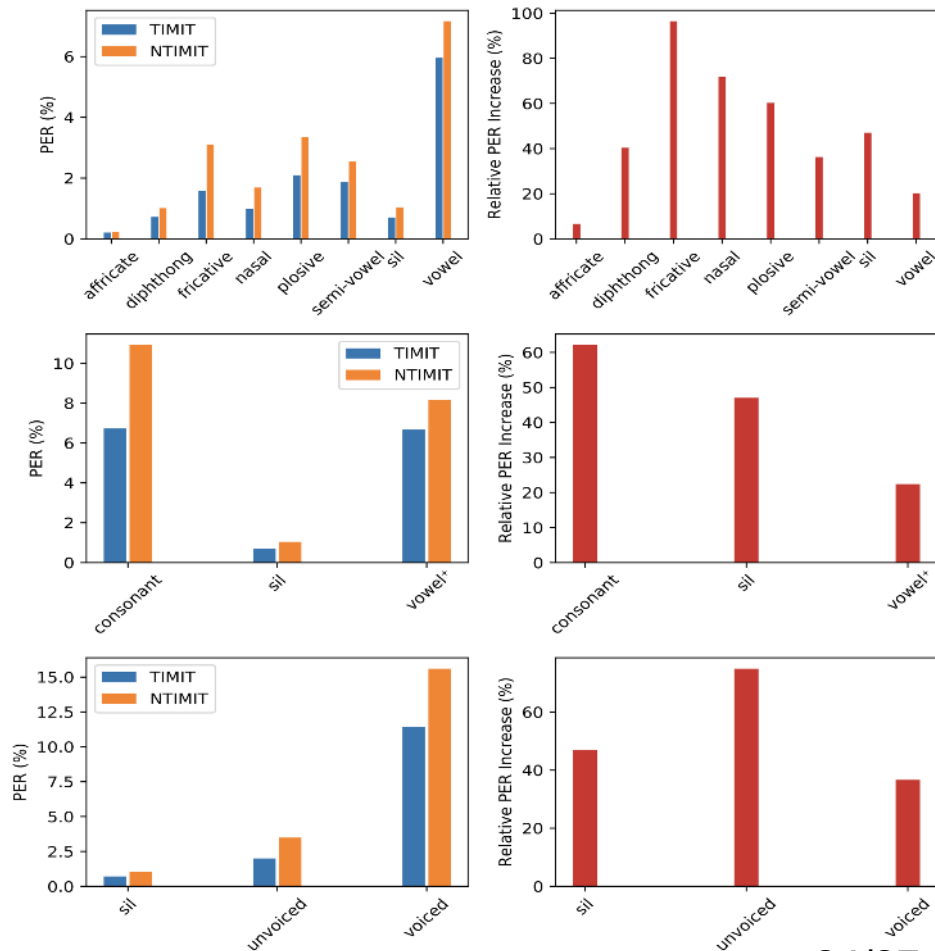 TIMIT
NTIMIT
PER (%)
6
4
2
0
affricate
diphthong
fricative
nasal
plosive
semi-vowel
sil
vowel
Relative PER Increase (%)
100
80
60
40
20
0
affricate
diphthong
fricative
nasal
plosive
semi-vowel
sil
vowel
TIMIT
NTIMIT
PER (%)
10
8
6
4
2
0
consonant
sil
vowel⁺
Relative PER Increase (%)
60
50
40
30
20
10
0
consonant
sil
vowel⁺
TIMIT
NTIMIT
PER (%)
15.0
12.5
10.0
7.5
5.0
2.5
0.0
sil
unvoiced
voiced
Relative PER Increase (%)
60
40
20
0
sil
unvoiced
voiced